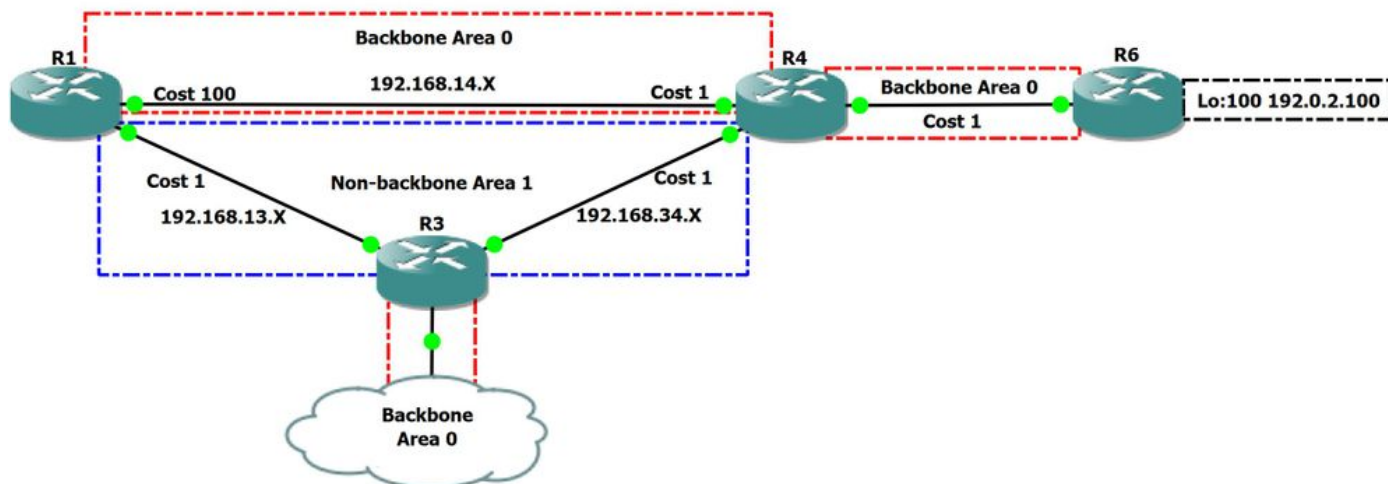 Backbone Area 0
R1
192.168.14.X
Cost 100
Cost 1
R4
Backbone Area 0
Cost 1
R6
Lo:100 192.0.2.100
Non-backbone Area 1
Cost 1
192.168.13.X
Cost 1
192.168.34.X
R3
Backbone
Area 0